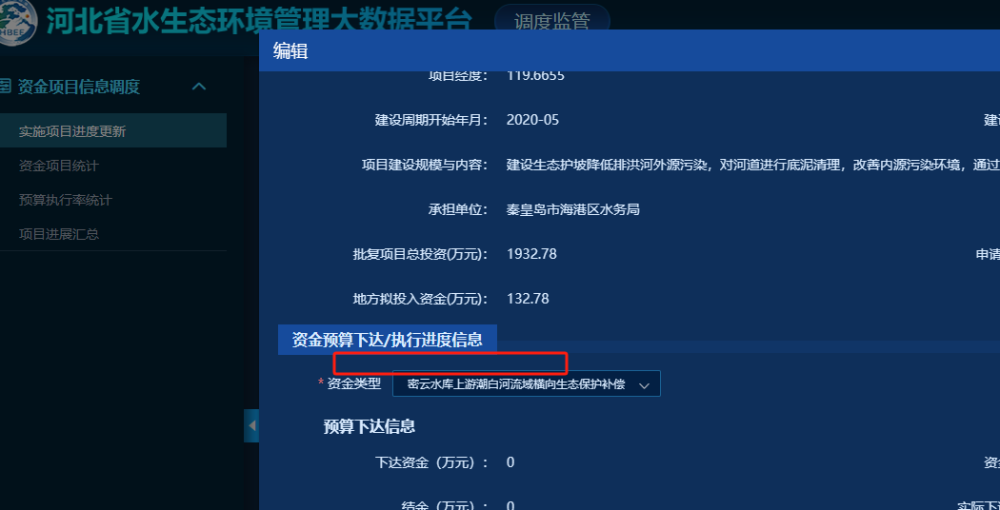 河北省水生态环境管理大数据平台
调度监管
HBEE
编辑
资金项目信息调度
实施项目进度更新
资金项目统计
预算执行率统计
项目进展汇总
项目经度： 119.6655
建设周期开始年月： 2020-05
建设
项目建设规模与内容： 建设生态护坡降低排洪河外源污染，对河道进行底泥清理，改善内源污染环境，通过
承担单位： 秦皇岛市海港区水务局
批复项目总投资(万元)： 1932.78
申请
地方拟投入资金(万元)： 132.78
资金预算下达/执行进度信息
* 资金类型 密云水库上游潮白河流域横向生态保护补偿
预算下达信息
下达资金（万元）： 0
资金
结余（万元）： 0
实际下达